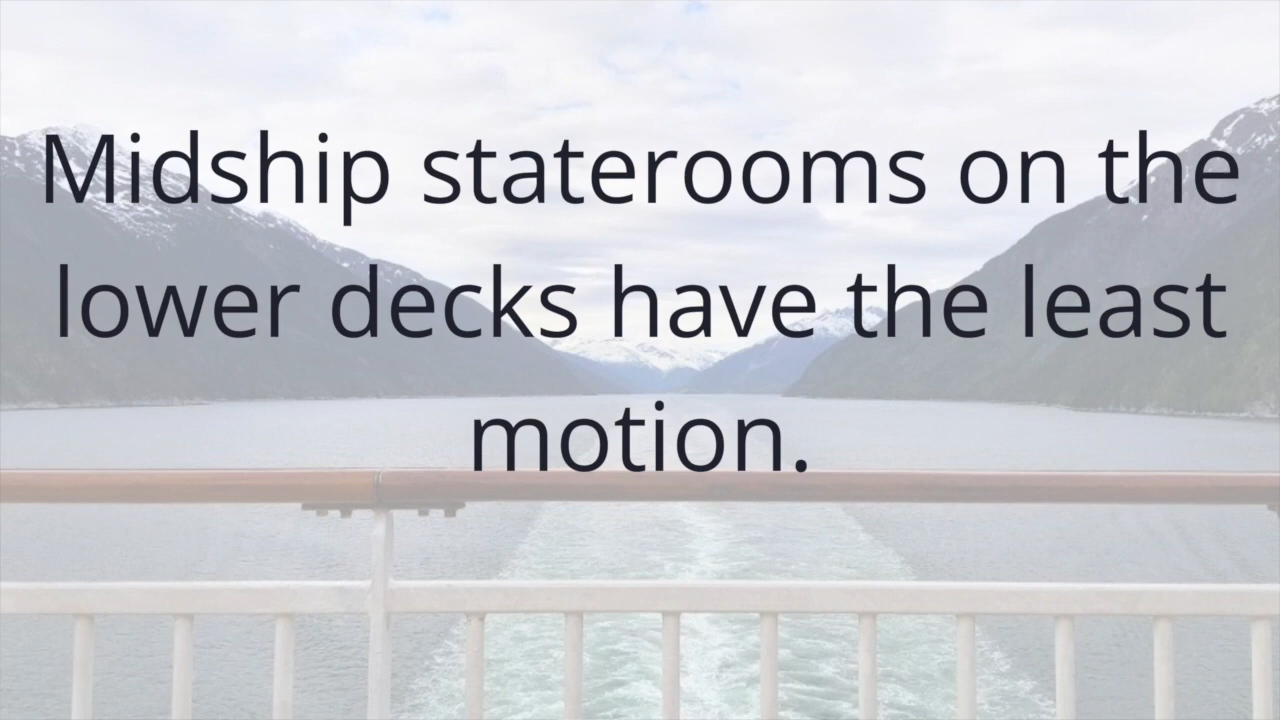 Midship staterooms on the
lower decks have the least
motion.